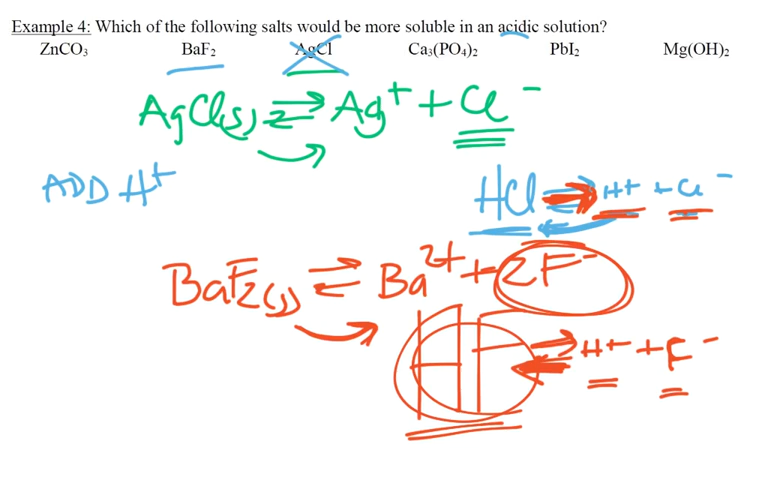 Example 4: Which of the following salts would be more soluble in an acidic solution?
ZnCO₃ BaF₂ AgCl Ca₃(PO₄)₂ PbI₂ Mg(OH)₂
AgCl(s) ⇌ Ag⁺ + Cl⁻
ADD H⁺
HCl ⇌ H⁺ + Cl⁻
BaF₂(s) ⇌ Ba²⁺ + 2F⁻
HF ⇌ H⁺ + F⁻